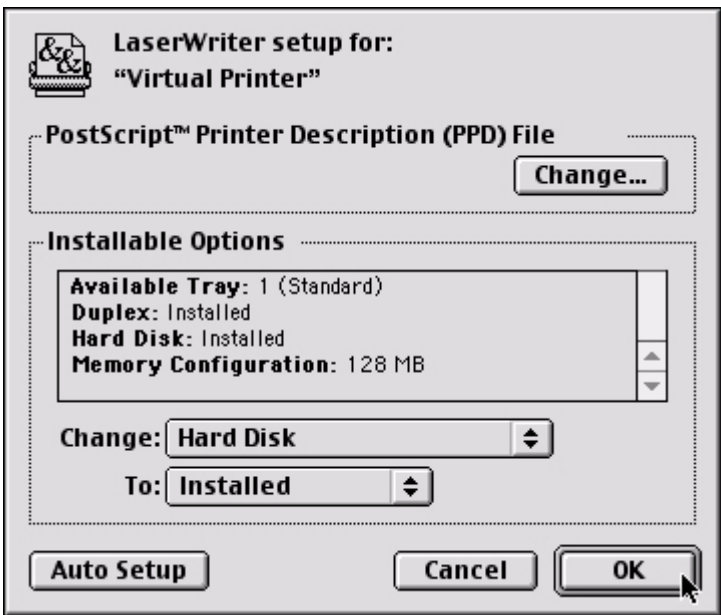 LaserWriter setup for:
“Virtual Printer”
PostScript™ Printer Description (PPD) File
Change...
Installable Options
Available Tray: 1 (Standard)
Duplex: Installed
Hard Disk: Installed
Memory Configuration: 128 MB
Change: Hard Disk
To: Installed
Auto Setup Cancel OK